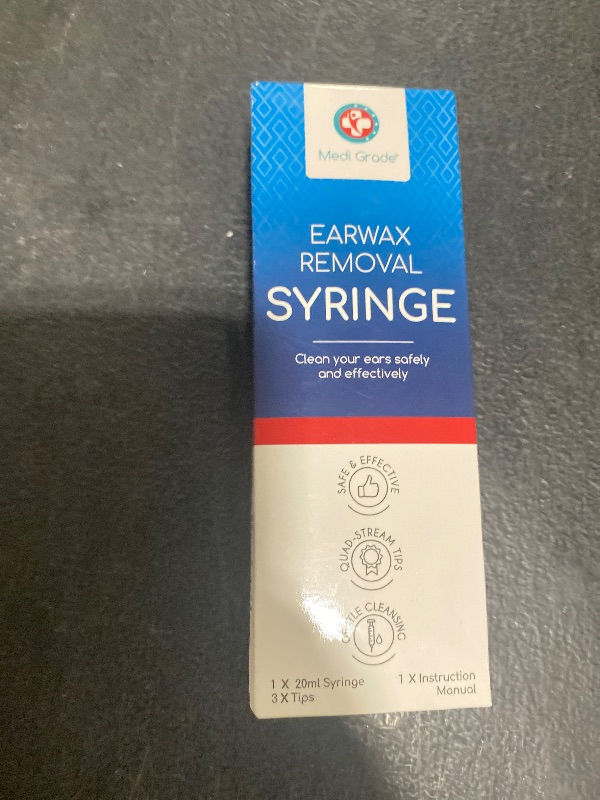 Medi Grade®
EARWAX
REMOVAL
SYRINGE
Clean your ears safely
and effectively
SAFE & EFFECTIVE
QUAD-STREAM TIPS
CLEANSING
1 X 20ml Syringe
3 X Tips
1 X Instruction
Manual